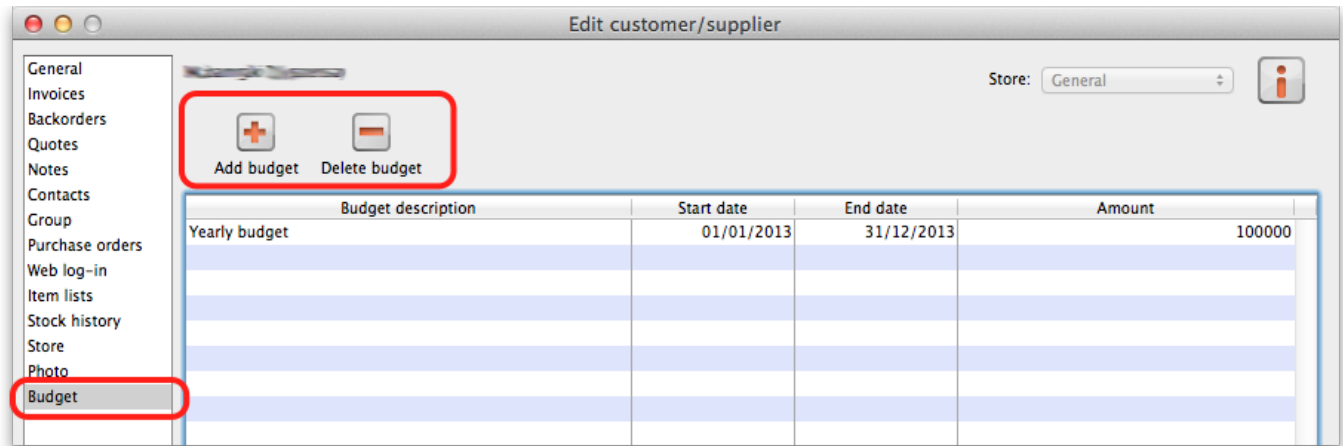 Edit customer/supplier
General
Invoices
Backorders
Quotes
Notes
Contacts
Group
Purchase orders
Web log-in
Item lists
Stock history
Store
Photo
Budget
Store: General
Add budget Delete budget
Budget description Start date End date Amount
Yearly budget 01/01/2013 31/12/2013 100000